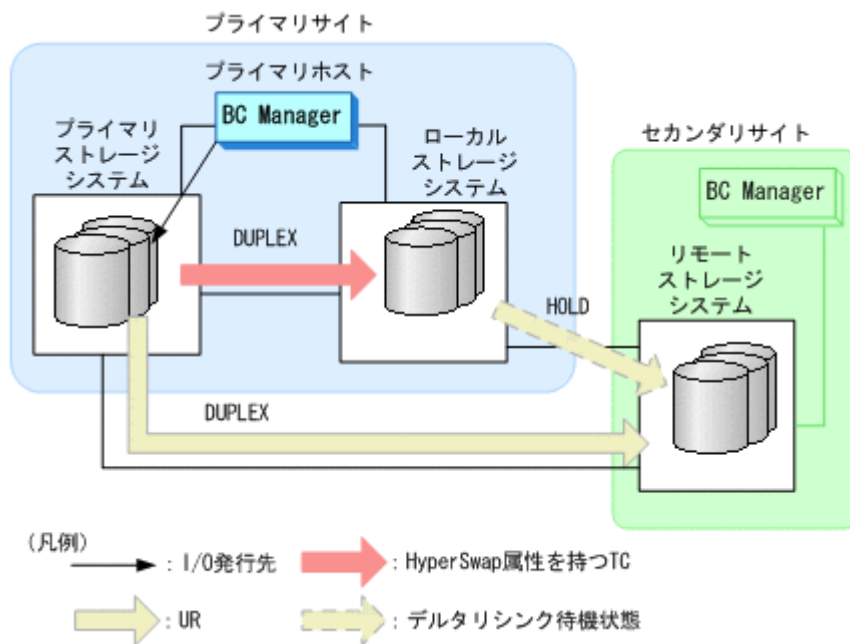 プライマリサイト
プライマリホスト
BC Manager
プライマリ
ストレージ
システム
ローカル
ストレージ
システム
セカンダリサイト
BC Manager
DUPLEX
リモート
ストレージ
システム
HOLD
DUPLEX
(凡例)
: I/O発行先
: HyperSwap属性を持つTC
: UR
: デルタリシンク待機状態